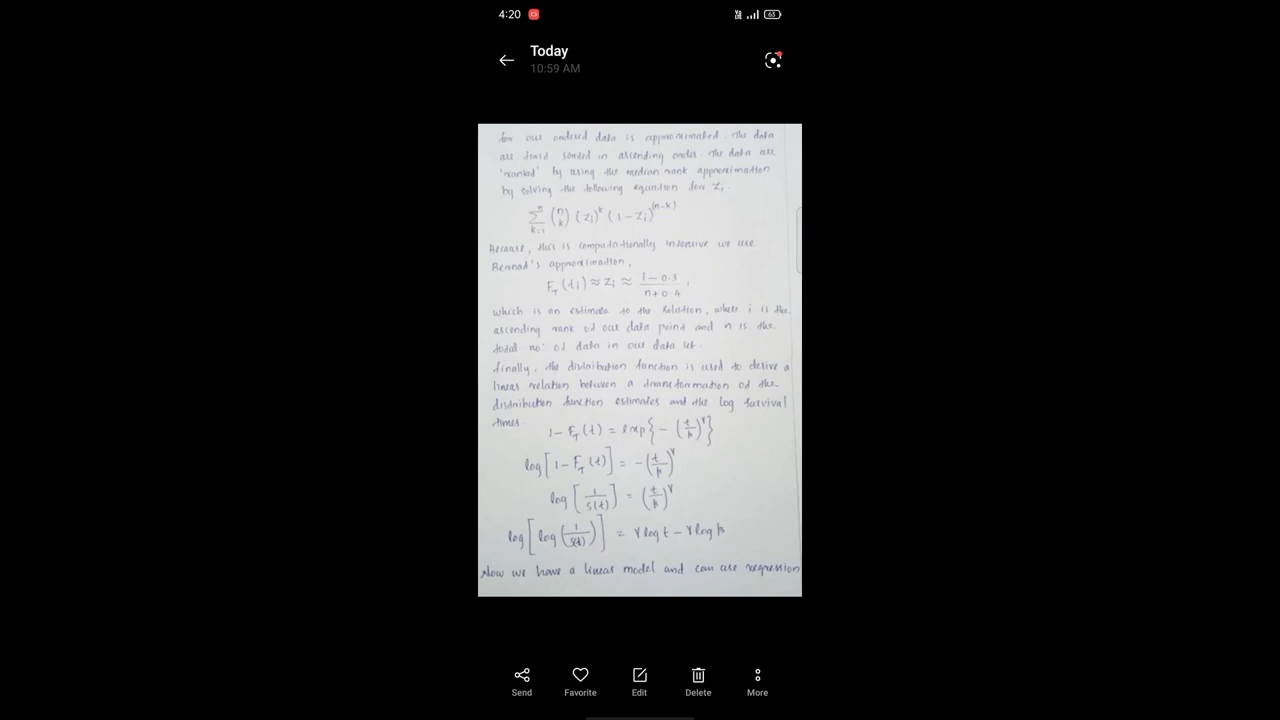 4:20
65
Today
10:59 AM
for our ordered data is approximated. The data
are first sorted in ascending order. The data are
'ranked' by using the median rank approximation
by solving the following equation for Zi.
n Σ k=1 (n k) (Zi)^k (1 − Zi)^(n−k)
Because, this is computationally intensive we use
Bernad's approximation,
F_T(ti) ≈ Zi ≈ (i − 0.3)/(n + 0.4),
which is an estimate to the solution, where i is the
ascending rank of our data point and n is the
total no: of data in our data set.
finally, the distribution function is used to derive a
linear relation between a transformation of the
distribution function estimates and the log survival
times.
1 − F_T(t) = exp{ −(t/β)^γ }
log[1 − F_T(t)] = −(t/β)^γ
log[1/S(t)] = (t/β)^γ
log[log(1/S(t))] = γ log t − γ log β
Now we have a linear model and can use regression
Send
Favorite
Edit
Delete
More